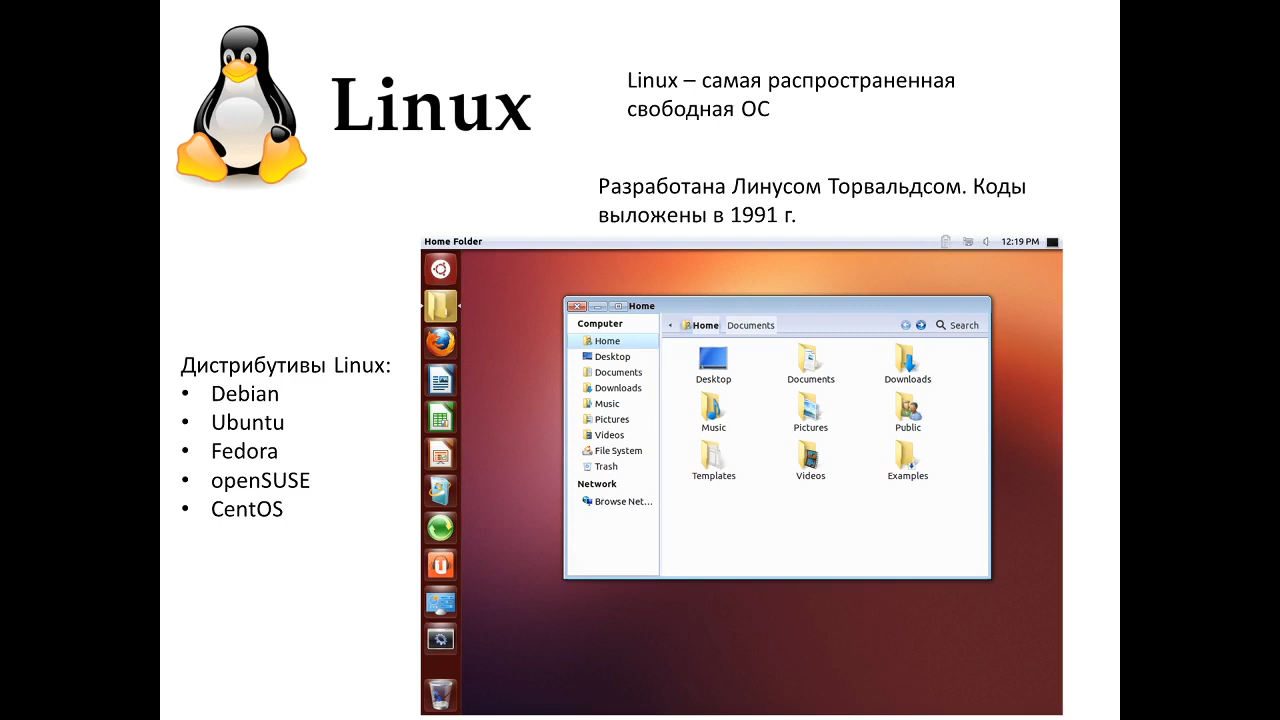 Linux
Linux – самая распространенная
свободная ОС
Разработана Линусом Торвальдсом. Коды
выложены в 1991 г.
Дистрибутивы Linux:
• Debian
• Ubuntu
• Fedora
• openSUSE
• CentOS
Home Folder
12:19 PM
Home
Computer
Home
Desktop
Documents
Downloads
Music
Pictures
Videos
File System
Trash
Network
Browse Net...
Home Documents Search
Desktop Documents Downloads
Music Pictures Public
Templates Videos Examples